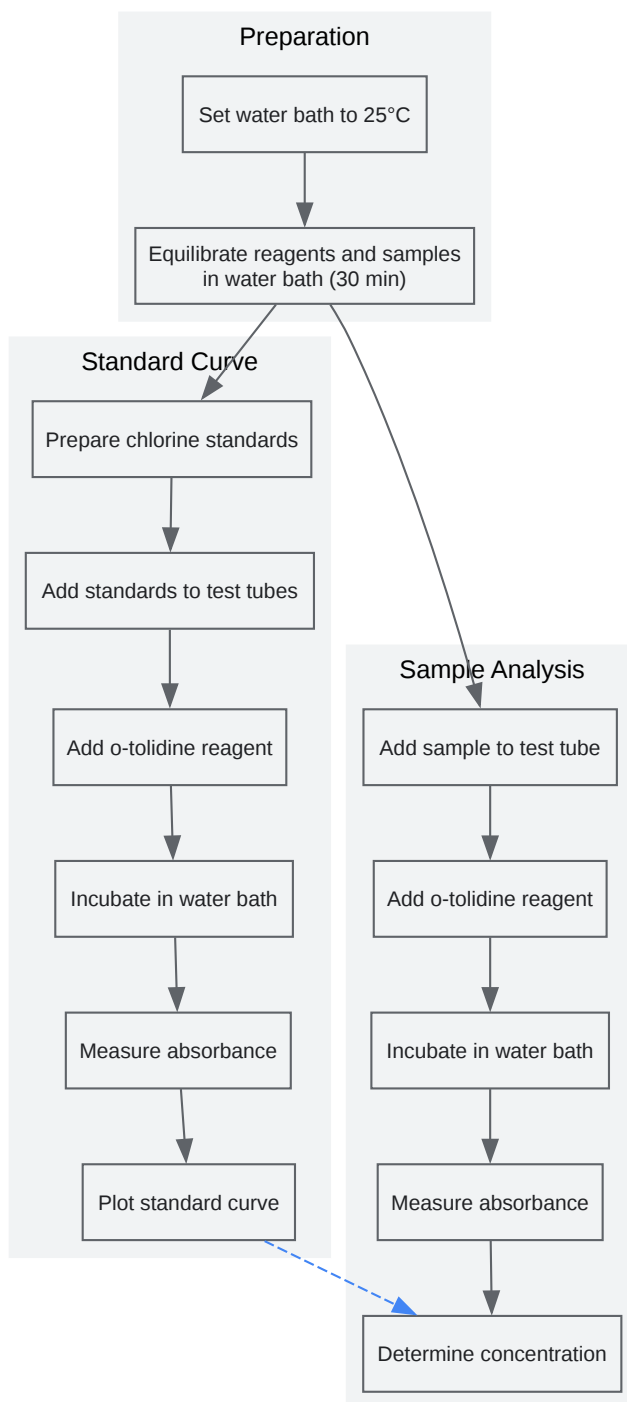 Preparation
Set water bath to 25°C
Equilibrate reagents and samples
in water bath (30 min)
Standard Curve
Prepare chlorine standards
Add standards to test tubes
Add o-tolidine reagent
Incubate in water bath
Measure absorbance
Plot standard curve
Sample Analysis
Add sample to test tube
Add o-tolidine reagent
Incubate in water bath
Measure absorbance
Determine concentration